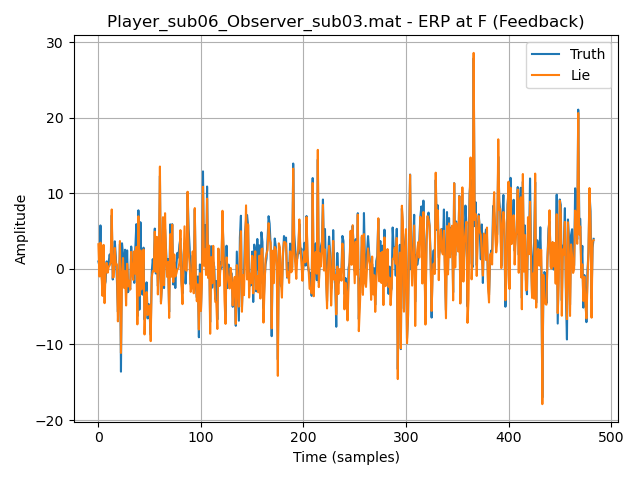 Player_sub06_Observer_sub03.mat - ERP at F (Feedback)
Truth
Lie
Amplitude
30
20
10
0
−10
−20
0 100 200 300 400 500
Time (samples)